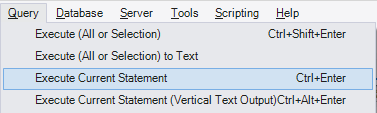 Query Database Server Tools Scripting Help
Execute (All or Selection) Ctrl+Shift+Enter
Execute (All or Selection) to Text
Execute Current Statement Ctrl+Enter
Execute Current Statement (Vertical Text Output)Ctrl+Alt+Enter